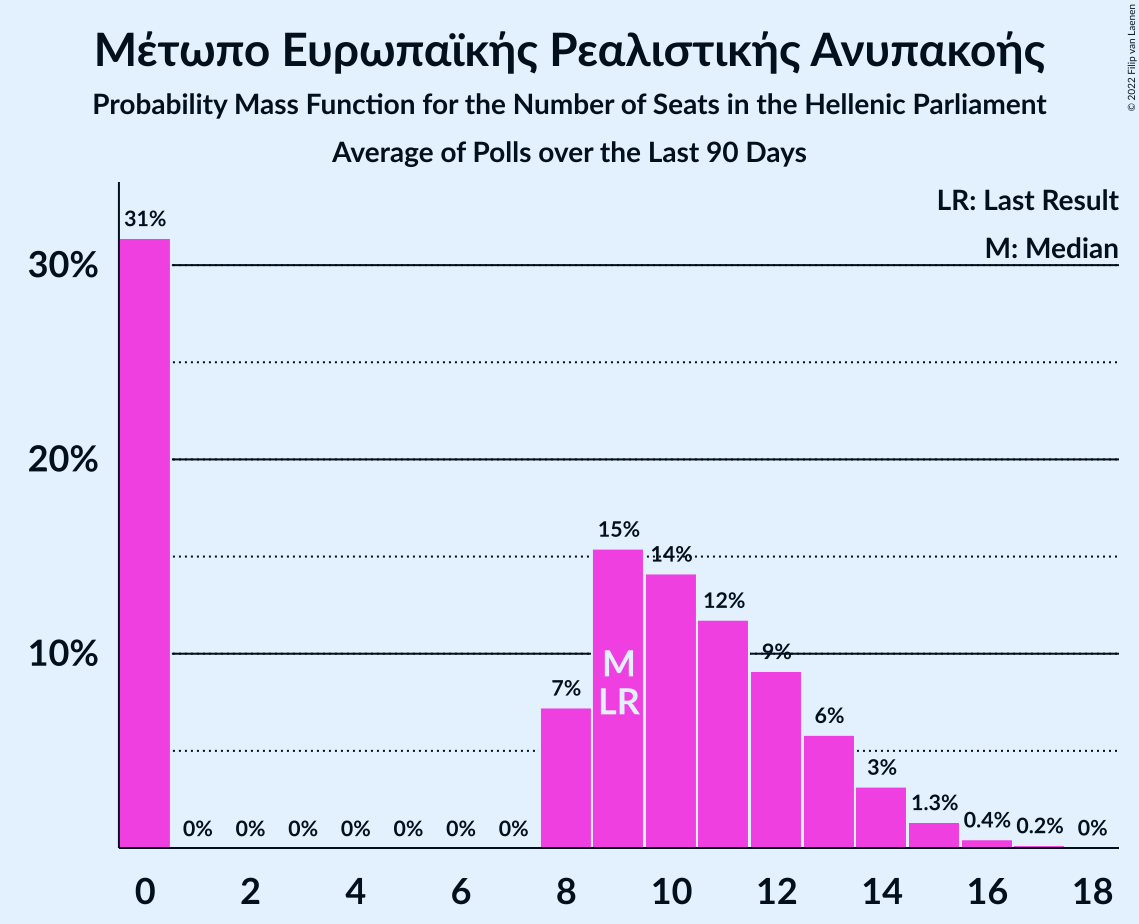 Μέτωπο Ευρωπαϊκής Ρεαλιστικής Ανυπακοής
Probability Mass Function for the Number of Seats in the Hellenic Parliament
Average of Polls over the Last 90 Days
© 2022 Filip van Laenen
LR: Last Result
M: Median
31%
30%
20%
15%
14%
12%
10%
9%
M
LR
7%
6%
3%
1.3%
0% 0% 0% 0% 0% 0% 0% 0.4% 0.2% 0%
0 2 4 6 8 10 12 14 16 18